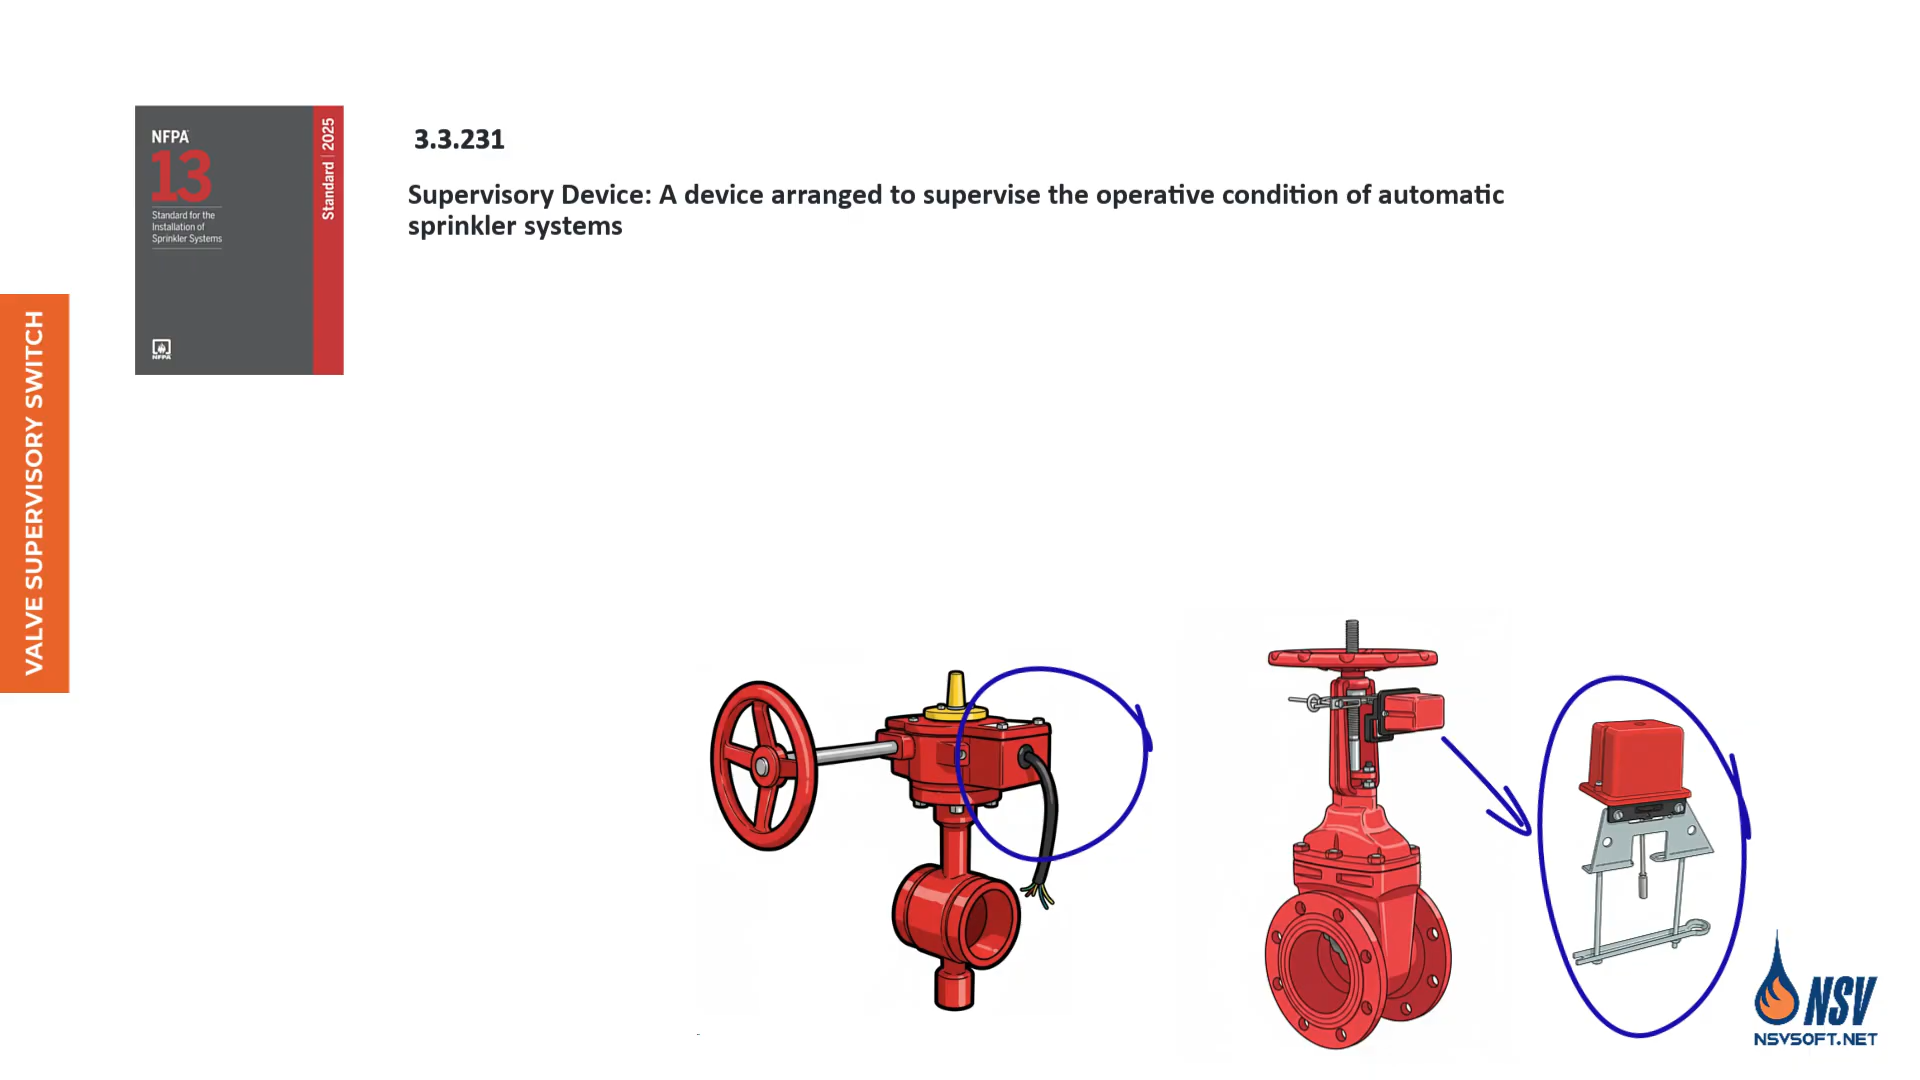 NFPA
13
Standard for the
Installation of
Sprinkler Systems
Standard | 2025
NFPA
3.3.231
Supervisory Device: A device arranged to supervise the operative condition of automatic
sprinkler systems
VALVE SUPERVISORY SWITCH
NSV
NSVSOFT.NET